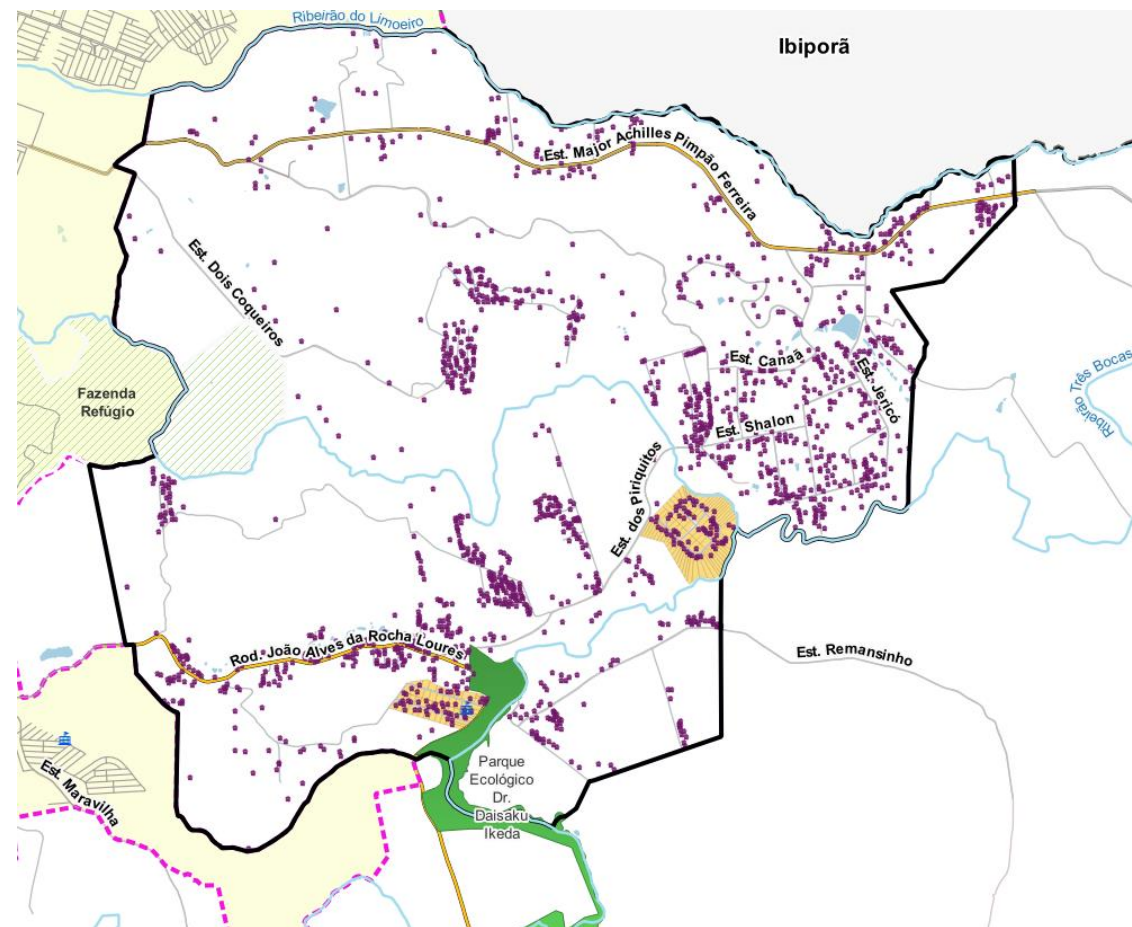 Ribeirão do Limoeiro
Ibiporã
Est. Major Achilles Pimpão Ferreira
Est. Dois Coqueiros
Est. Canaã
Est. Jericó
Ribeirão Três Bocas
Fazenda
Refúgio
Est. Shalon
Est. dos Piriquitos
Rod. João Alves da Rocha Loures
Est. Remansinho
Est. Maravilha
Parque
Ecológico
Dr.
Daisaku
Ikeda